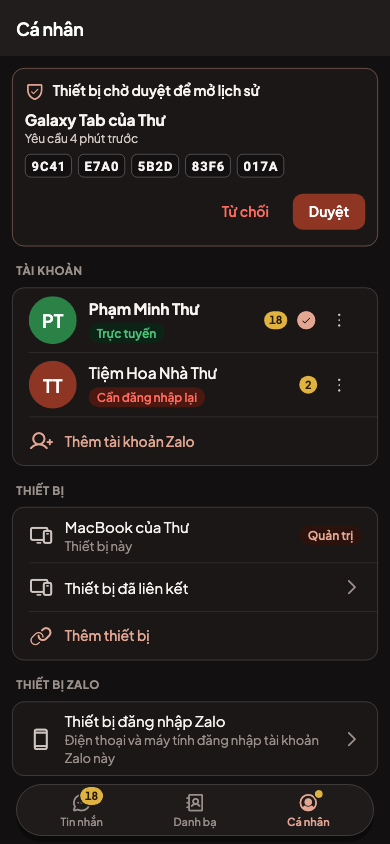 Cá nhân
Thiết bị chờ duyệt để mở lịch sử
Galaxy Tab của Thư
Yêu cầu 4 phút trước
9C41 E7A0 5B2D 83F6 017A
Từ chối Duyệt
TÀI KHOẢN
PT Phạm Minh Thư 18
Trực tuyến
TT Tiệm Hoa Nhà Thư 2
Cần đăng nhập lại
Thêm tài khoản Zalo
THIẾT BỊ
MacBook của Thư
Thiết bị này
Quản trị
Thiết bị đã liên kết
Thêm thiết bị
THIẾT BỊ ZALO
Thiết bị đăng nhập Zalo
Điện thoại và máy tính đăng nhập tài khoản
Zalo này
18
Tin nhắn Danh bạ Cá nhân